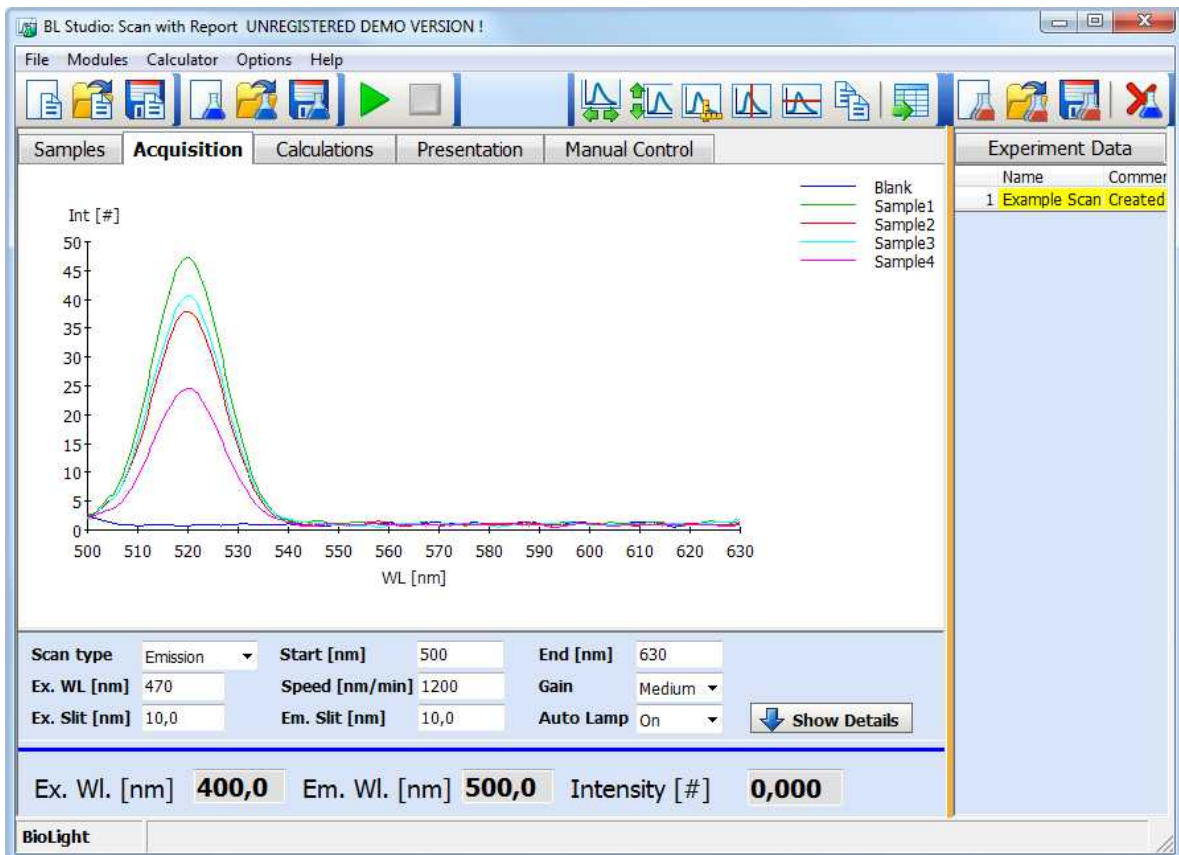 BL Studio: Scan with Report UNREGISTERED DEMO VERSION !
File Modules Calculator Options Help
Samples Acquisition Calculations Presentation Manual Control
Experiment Data
Name Commer
1 Example Scan Created
Int [#]
Blank
Sample1
Sample2
Sample3
Sample4
50
45
40
35
30
25
20
15
10
5
0
500 510 520 530 540 550 560 570 580 590 600 610 620 630
WL [nm]
Scan type Emission Start [nm] 500 End [nm] 630
Ex. WL [nm] 470 Speed [nm/min] 1200 Gain Medium
Ex. Slit [nm] 10,0 Em. Slit [nm] 10,0 Auto Lamp On Show Details
Ex. Wl. [nm] 400,0 Em. Wl. [nm] 500,0 Intensity [#] 0,000
BioLight